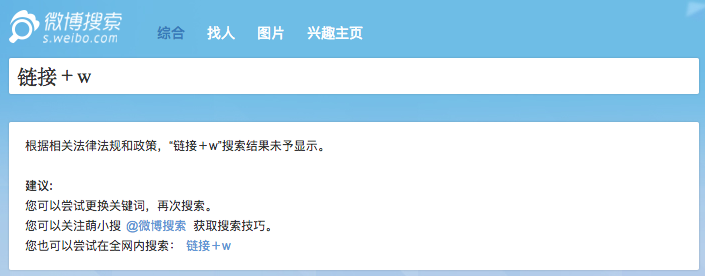 微博搜索
s.weibo.com
综合 找人 图片 兴趣主页
链接＋w
根据相关法律法规和政策，“链接＋w”搜索结果未予显示。
建议:
您可以尝试更换关键词，再次搜索。
您可以关注萌小搜 @微博搜索 获取搜索技巧。
您也可以尝试在全网内搜索： 链接＋w